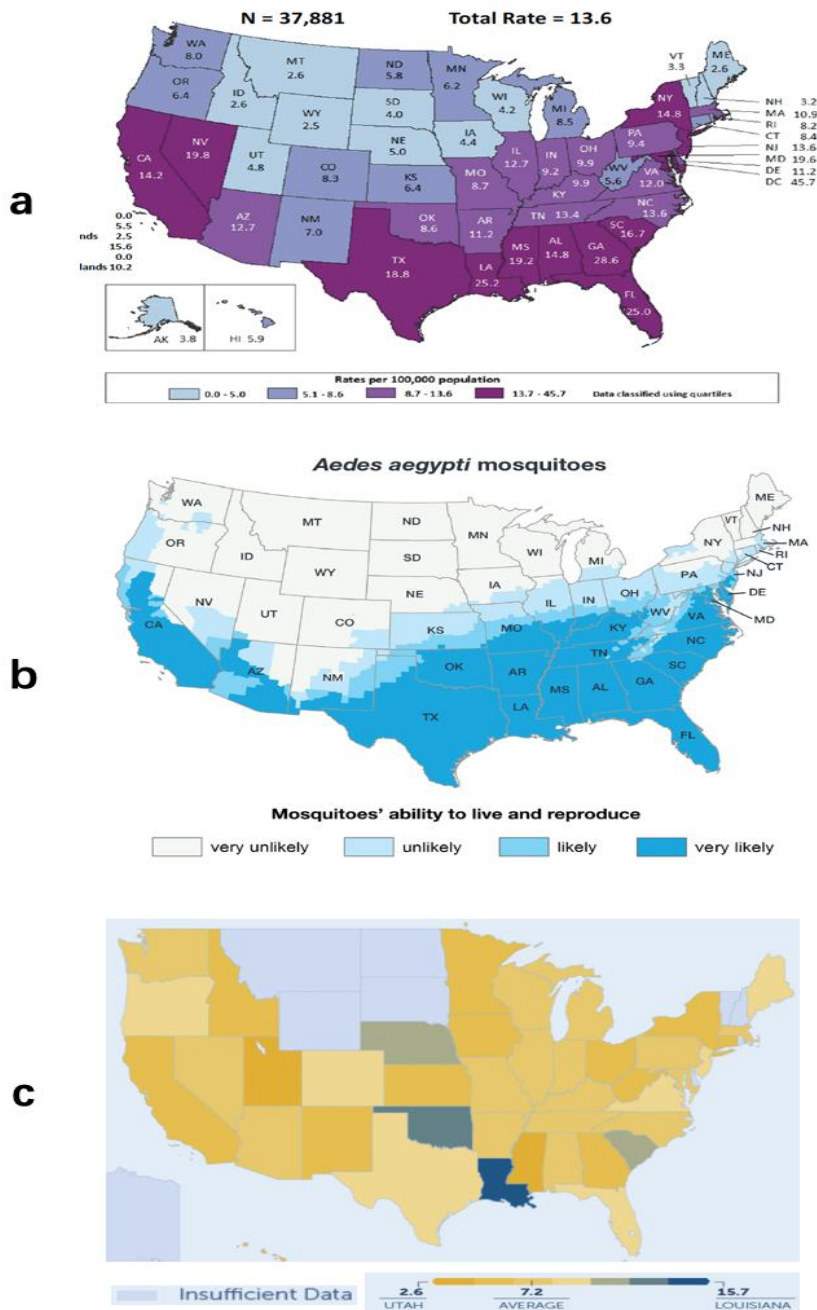 N = 37,881 Total Rate = 13.6
WA 8.0
OR 6.4
ID 2.6
MT 2.6
WY 2.5
ND 5.8
SD 4.0
NE 5.0
MN 6.2
WI 4.2
IA 4.4
MI 8.5
VT 3.3
ME 2.6
NH 3.2
MA 10.9
RI 8.2
CT 8.4
NJ 13.6
MD 19.6
DE 11.2
DC 45.7
NY 14.8
PA 9.4
CA 14.2
NV 19.8
UT 4.8
CO 8.3
KS 6.4
MO 8.7
IL 12.7
IN 9.2
OH 9.9
WV 5.6
VA 12.0
KY 9.9
NC 13.6
TN 13.4
AZ 12.7
NM 7.0
OK 8.6
AR 11.2
TX 18.8
LA 25.2
MS 19.2
AL 14.8
GA 28.6
SC 16.7
FL 25.0
a
0.0
5.5
nds 2.5
15.6
0.0
lands 10.2
AK 3.8
HI 5.9
Rates per 100,000 population
0.0 - 5.0 5.1 - 8.6 8.7 - 13.6 13.7 - 45.7 Data classified using quartiles
Aedes aegypti mosquitoes
WA
OR
ID
MT
WY
ND
SD
NE
MN
WI
IA
MI
NY
VT
ME
NH
MA
RI
CT
NJ
DE
MD
PA
CA
NV
UT
CO
KS
MO
IL
IN
OH
WV
VA
KY
NC
TN
SC
AZ
NM
OK
AR
TX
LA
MS
AL
GA
FL
b
Mosquitoes' ability to live and reproduce
very unlikely unlikely likely very likely
c
Insufficient Data
2.6 7.2 15.7
UTAH AVERAGE LOUISIANA